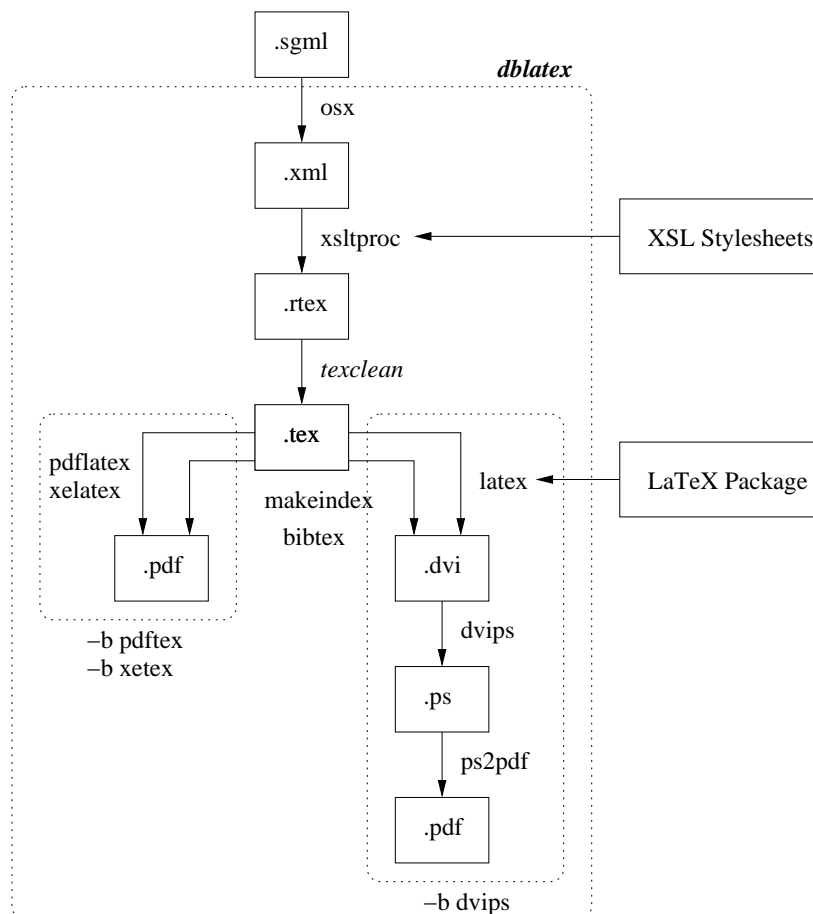 .sgml
dblatex
osx
.xml
xsltproc
XSL Stylesheets
.rtex
texclean
.tex
pdflatex
xelatex
latex
LaTeX Package
makeindex
bibtex
.pdf
.dvi
–b pdftex
–b xetex
dvips
.ps
ps2pdf
.pdf
–b dvips